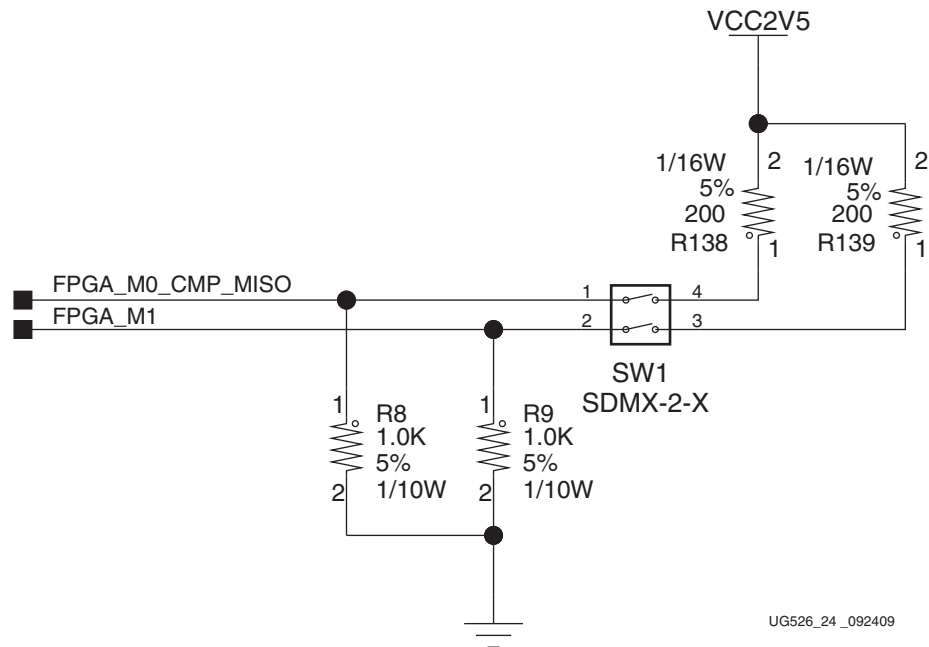 VCC2V5
1/16W
5%
200
R138
2
1
1/16W
5%
200
R139
2
1
FPGA_M0_CMP_MISO
FPGA_M1
1
2
4
3
SW1
SDMX-2-X
1
R8
1.0K
5%
1/10W
2
1
R9
1.0K
5%
1/10W
2
UG526_24 _092409